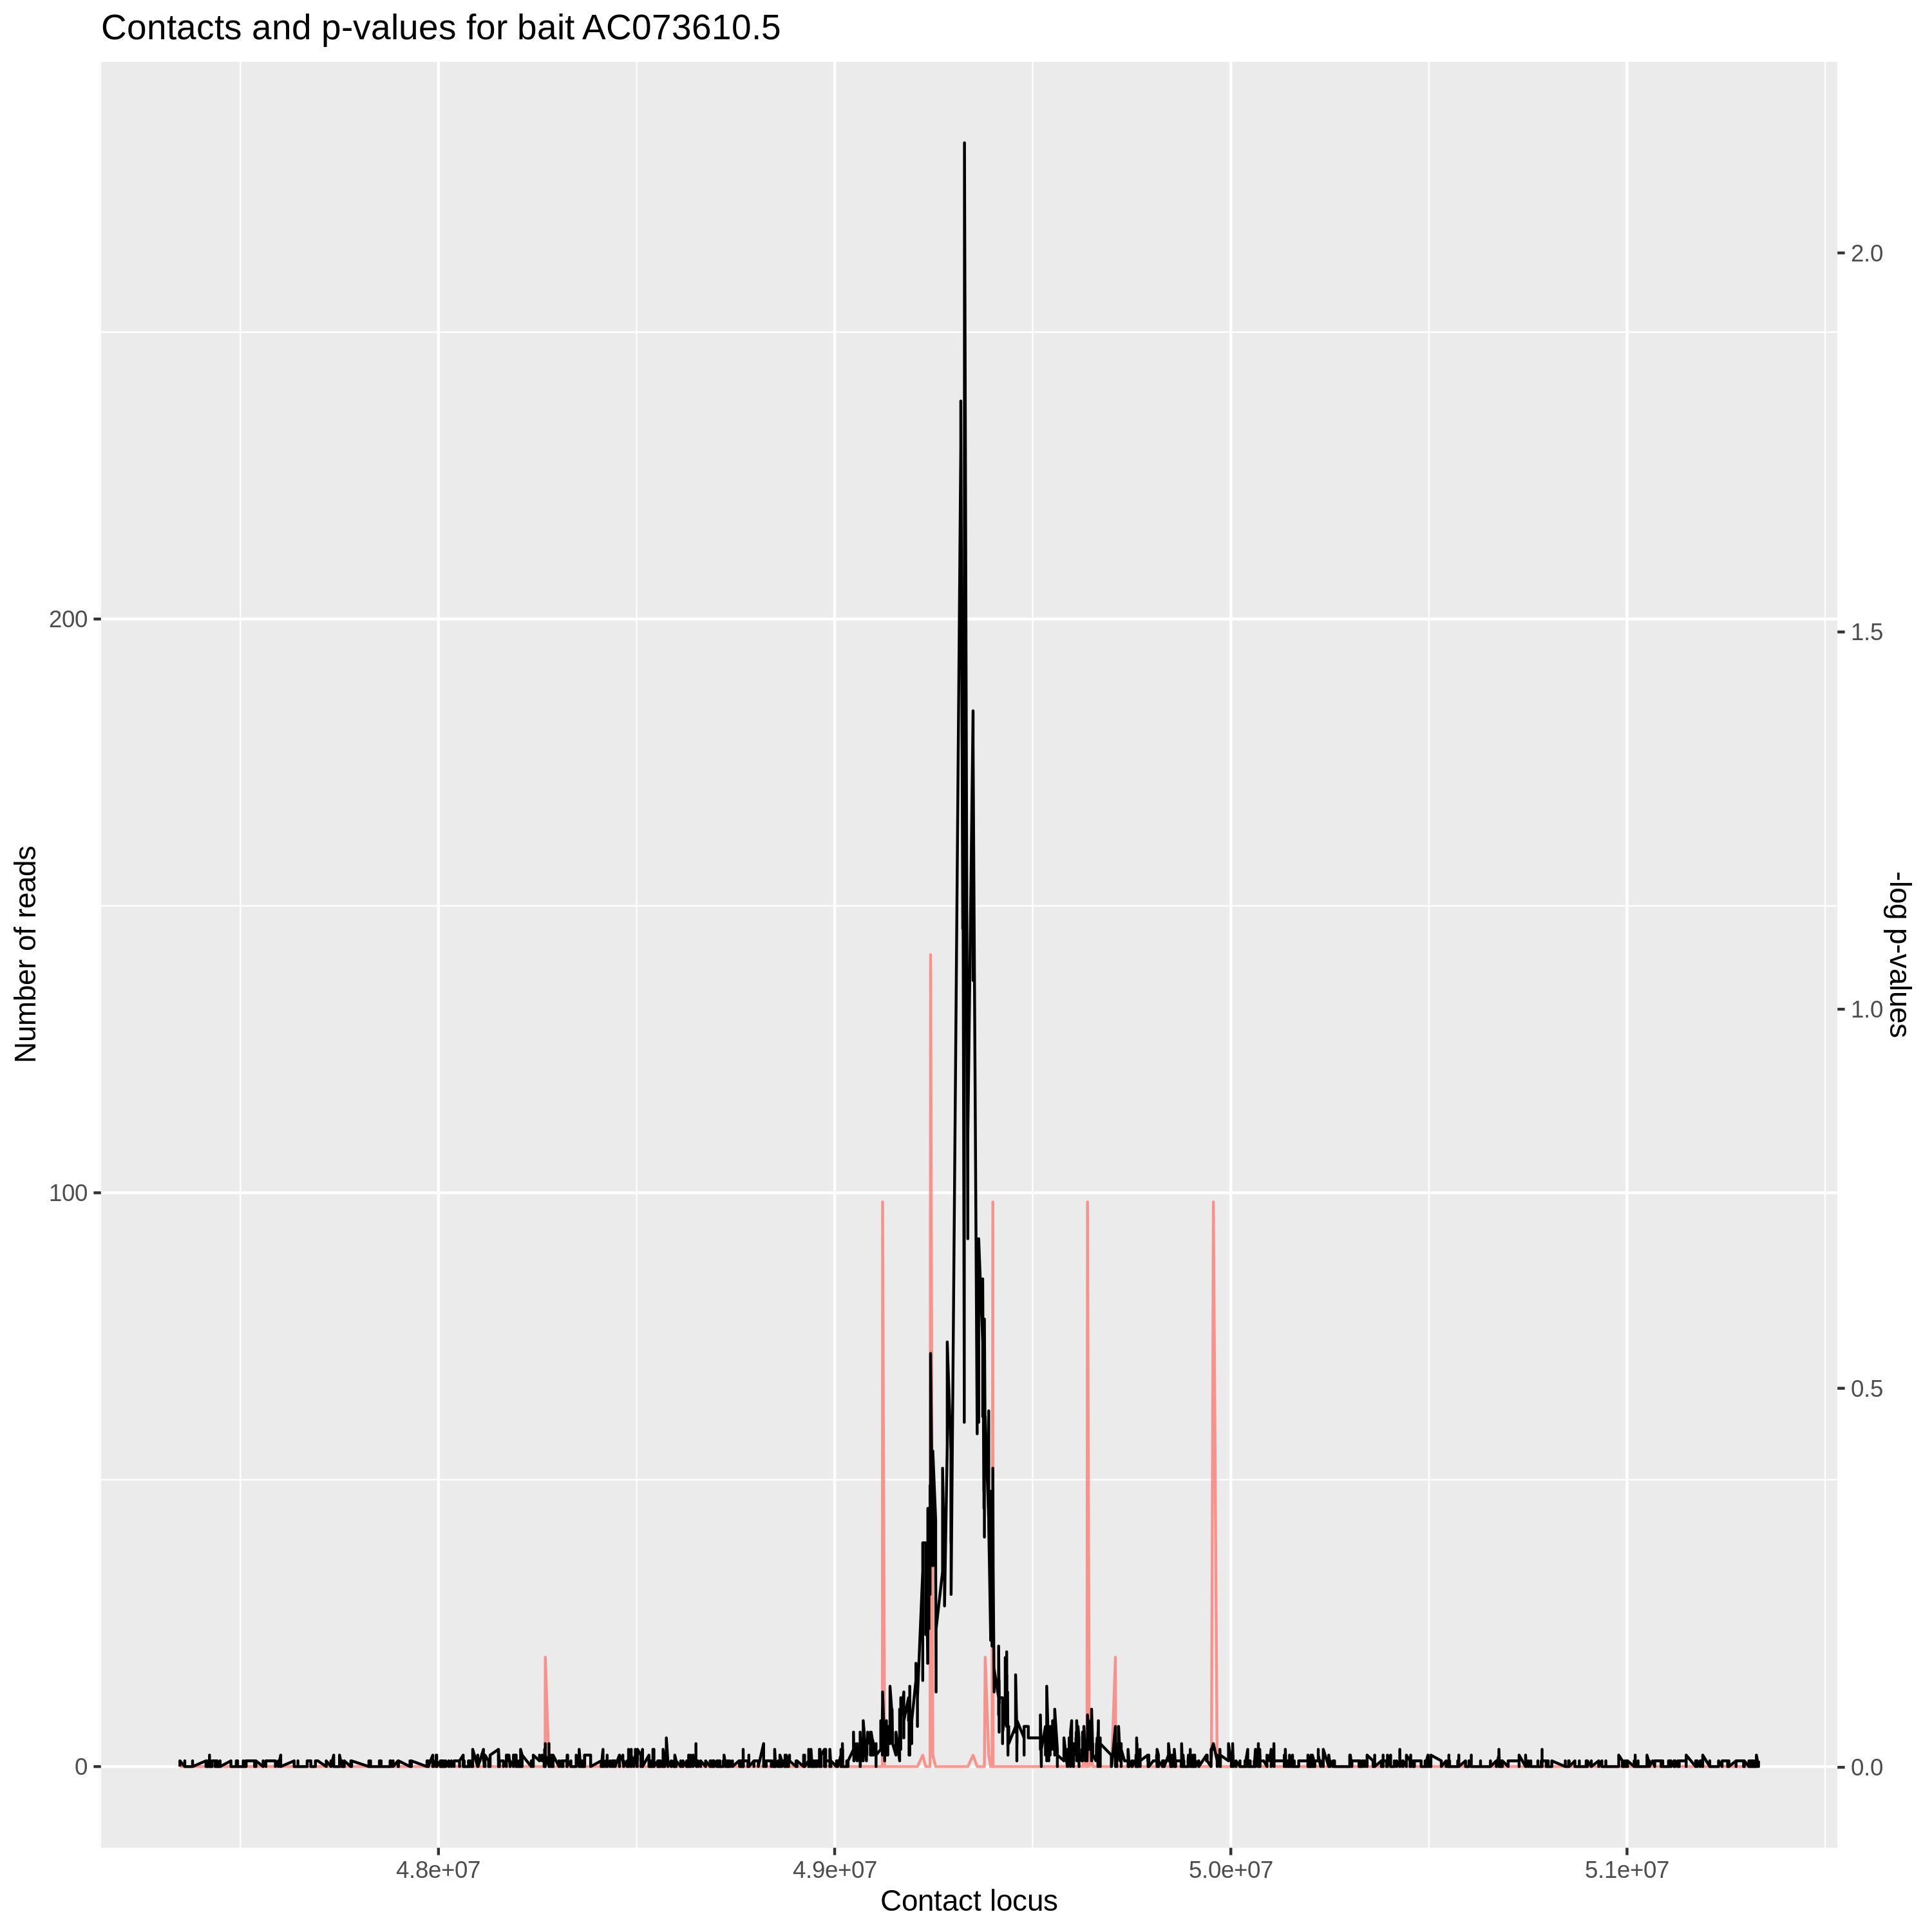 Contacts and p-values for bait AC073610.5
Number of reads
200
100
0
2.0
1.5
1.0
0.5
0.0
-log p-values
4.8e+07
4.9e+07
5.0e+07
5.1e+07
Contact locus